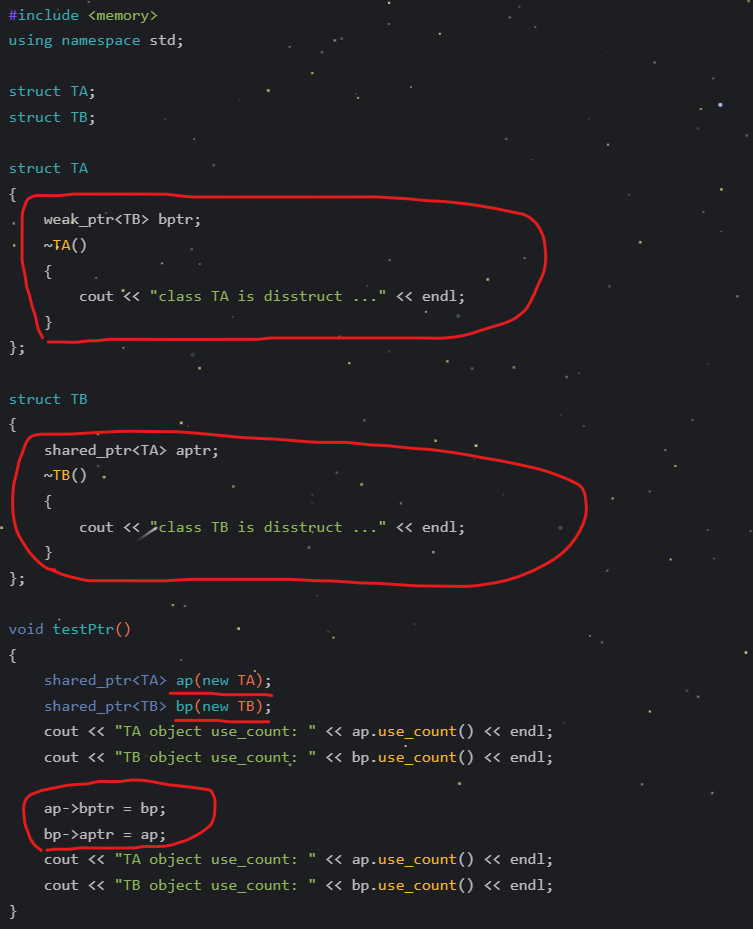 #include <memory>
using namespace std;
struct TA;
struct TB;
struct TA
{
weak_ptr<TB> bptr;
~TA()
{
cout << "class TA is disstruct ..." << endl;
}
};
struct TB
{
shared_ptr<TA> aptr;
~TB()
{
cout << "class TB is disstruct ..." << endl;
}
};
void testPtr()
{
shared_ptr<TA> ap(new TA);
shared_ptr<TB> bp(new TB);
cout << "TA object use_count: " << ap.use_count() << endl;
cout << "TB object use_count: " << bp.use_count() << endl;
ap->bptr = bp;
bp->aptr = ap;
cout << "TA object use_count: " << ap.use_count() << endl;
cout << "TB object use_count: " << bp.use_count() << endl;
}